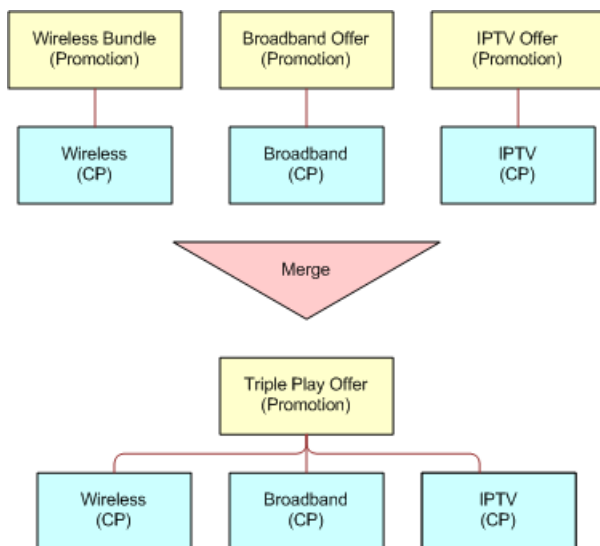 Wireless Bundle
(Promotion)
Broadband Offer
(Promotion)
IPTV Offer
(Promotion)
Wireless
(CP)
Broadband
(CP)
IPTV
(CP)
Merge
Triple Play Offer
(Promotion)
Wireless
(CP)
Broadband
(CP)
IPTV
(CP)